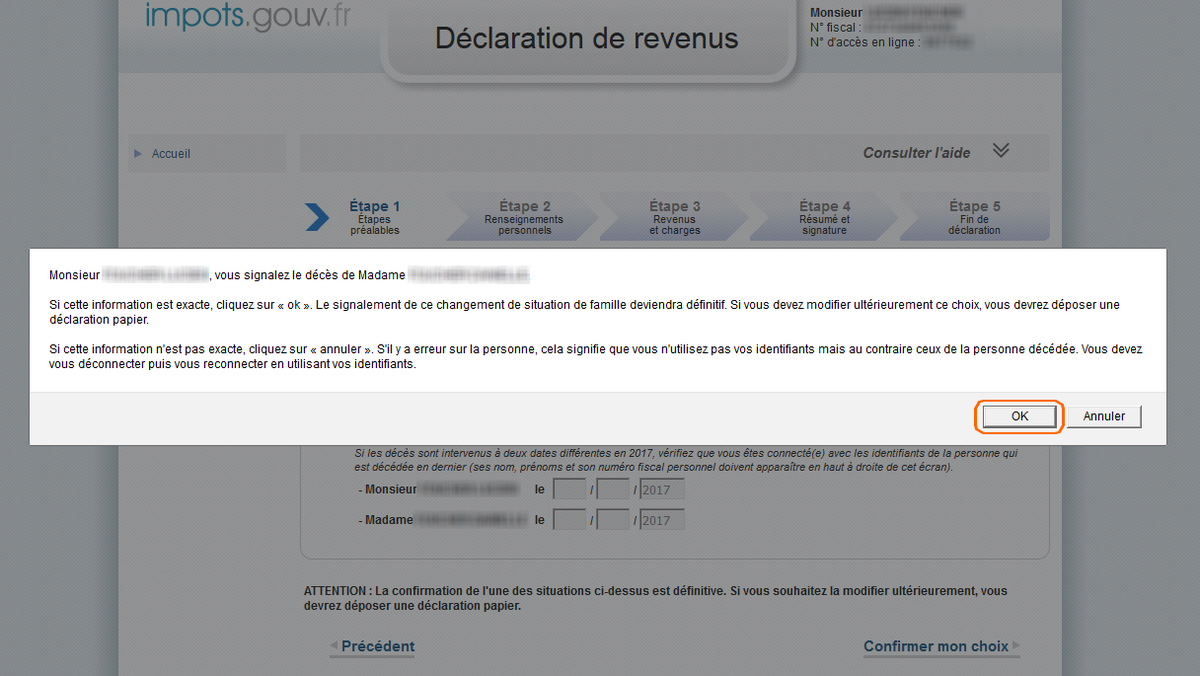 impots.gouv.fr
Déclaration de revenus
Monsieur
N° fiscal :
N° d'accès en ligne :
Accueil
Consulter l'aide
Étape 1
Étapes
préalables
Étape 2
Renseignements
personnels
Étape 3
Revenus
et charges
Étape 4
Résumé et
signature
Étape 5
Fin de
déclaration
Monsieur , vous signalez le décès de Madame
Si cette information est exacte, cliquez sur « ok ». Le signalement de ce changement de situation de famille deviendra définitif. Si vous devez modifier ultérieurement ce choix, vous devrez déposer une
déclaration papier.
Si cette information n'est pas exacte, cliquez sur « annuler ». S'il y a erreur sur la personne, cela signifie que vous n'utilisez pas vos identifiants mais au contraire ceux de la personne décédée. Vous devez
vous déconnecter puis vous reconnecter en utilisant vos identifiants.
OK Annuler
Si les décès sont intervenus à deux dates différentes en 2017, vérifiez que vous êtes connecté(e) avec les identifiants de la personne qui
est décédée en dernier (ses nom, prénoms et son numéro fiscal personnel doivent apparaître en haut à droite de cet écran).
- Monsieur le / / 2017
- Madame le / / 2017
ATTENTION : La confirmation de l'une des situations ci-dessus est définitive. Si vous souhaitez la modifier ultérieurement, vous
devrez déposer une déclaration papier.
Précédent
Confirmer mon choix